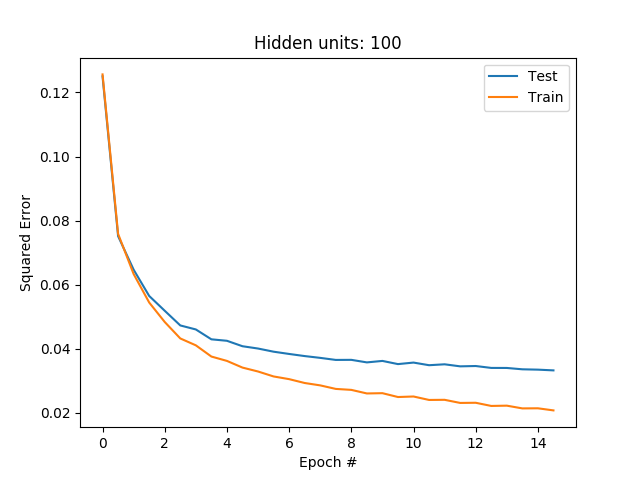 Hidden units: 100
Test
Train
0.12
0.10
0.08
0.06
0.04
0.02
Squared Error
0 2 4 6 8 10 12 14
Epoch #